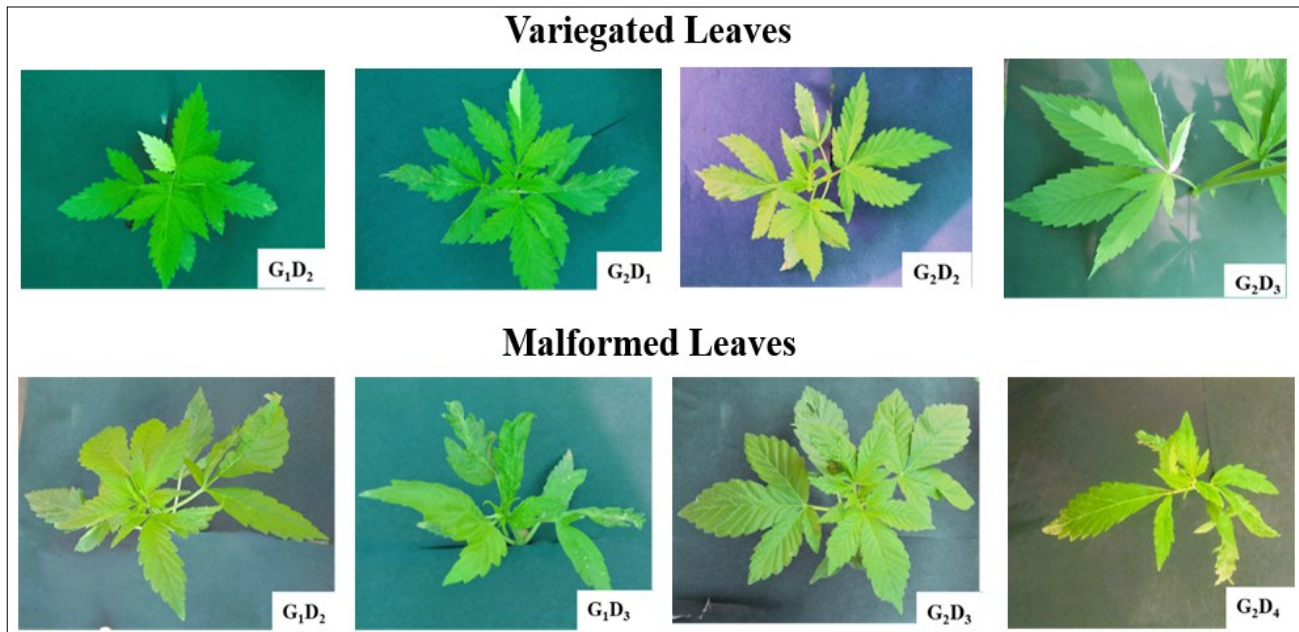 Variegated Leaves
G₁D₂
G₂D₁
G₂D₂
G₂D₃
Malformed Leaves
G₁D₂
G₁D₃
G₂D₃
G₂D₄